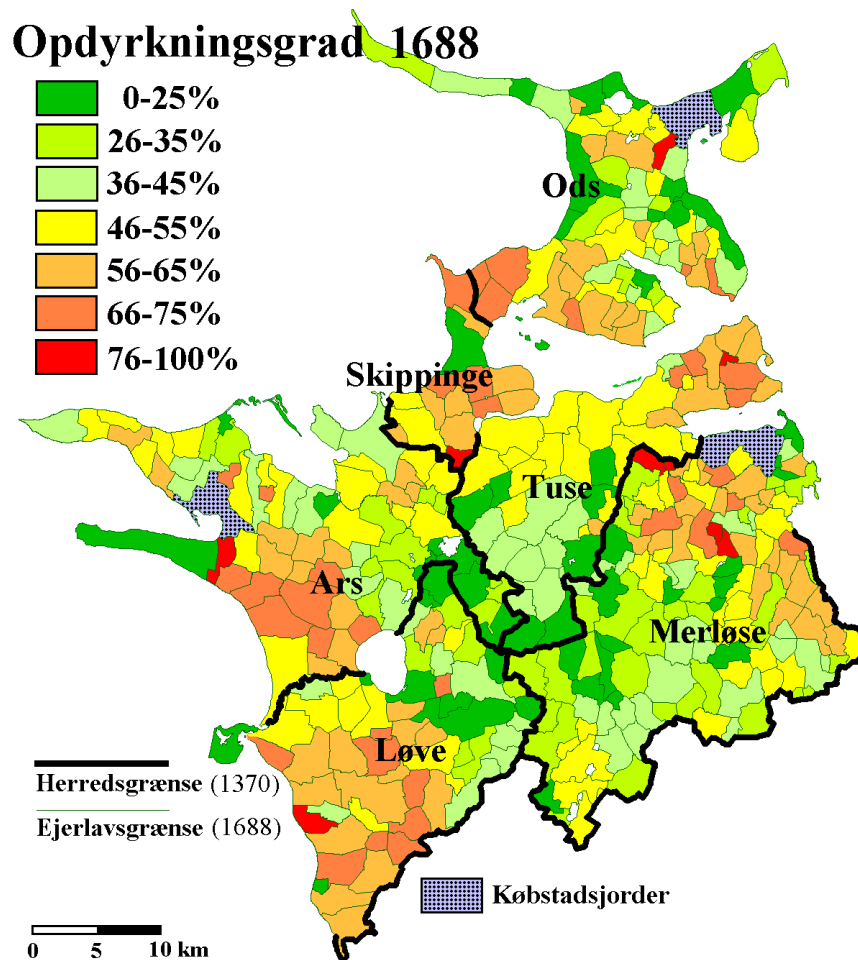 Opdyrkningsgrad 1688
0-25%
26-35%
36-45%
46-55%
56-65%
66-75%
76-100%
Ods
Skippinge
Tuse
Ars
Merløse
Løve
Herredsgrænse (1370)
Ejerlavsgrænse (1688)
Købstadsjorder
0 5 10 km